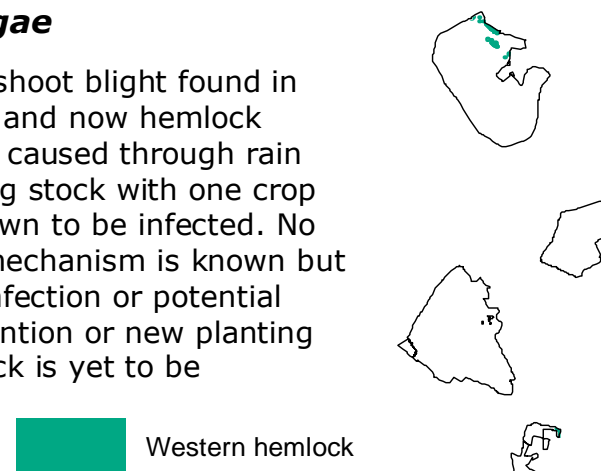 gae
shoot blight found in
and now hemlock
caused through rain
g stock with one crop
wn to be infected. No
nechanism is known but
nfection or potential
ntion or new planting
ck is yet to be
Western hemlock